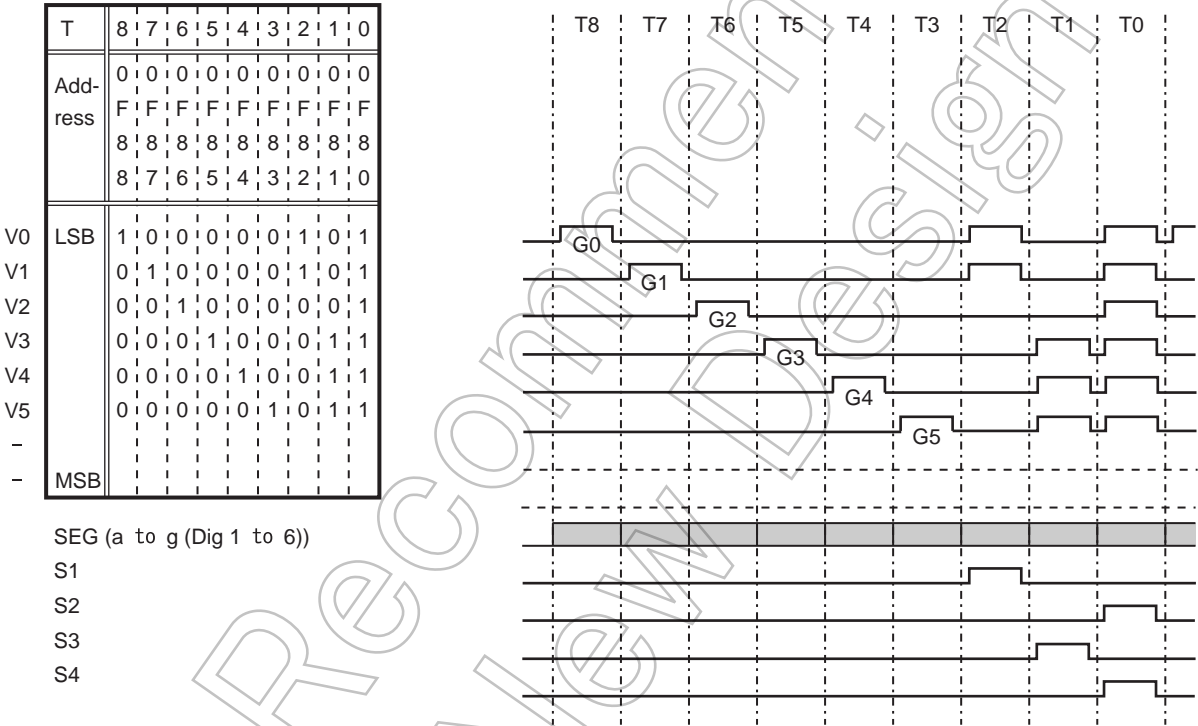 T 8 7 6 5 4 3 2 1 0
Add-
ress
0 0 0 0 0 0 0 0 0
F F F F F F F F F
8 8 8 8 8 8 8 8 8
8 7 6 5 4 3 2 1 0
V0 LSB 1 0 0 0 0 0 1 0 1
V1 0 1 0 0 0 0 1 0 1
V2 0 0 1 0 0 0 0 0 1
V3 0 0 0 1 0 0 0 1 1
V4 0 0 0 0 1 0 0 1 1
V5 0 0 0 0 0 1 0 1 1
–
– MSB
SEG (a to g (Dig 1 to 6))
S1
S2
S3
S4
T8 T7 T6 T5 T4 T3 T2 T1 T0
G0
G1
G2
G3
G4
G5
Recommen
New Design